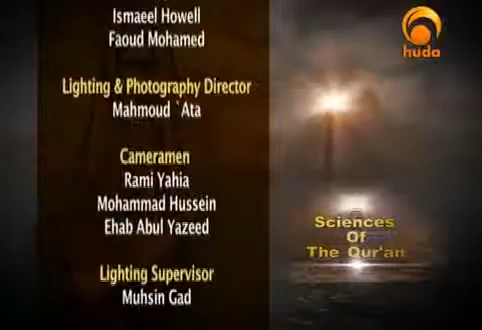 Ismaeel Howell
Faoud Mohamed
Lighting & Photography Director
Mahmoud `Ata
Cameramen
Rami Yahia
Mohammad Hussein
Ehab Abul Yazeed
Lighting Supervisor
Muhsin Gad
huda
Sciences
Of
The Qur'an